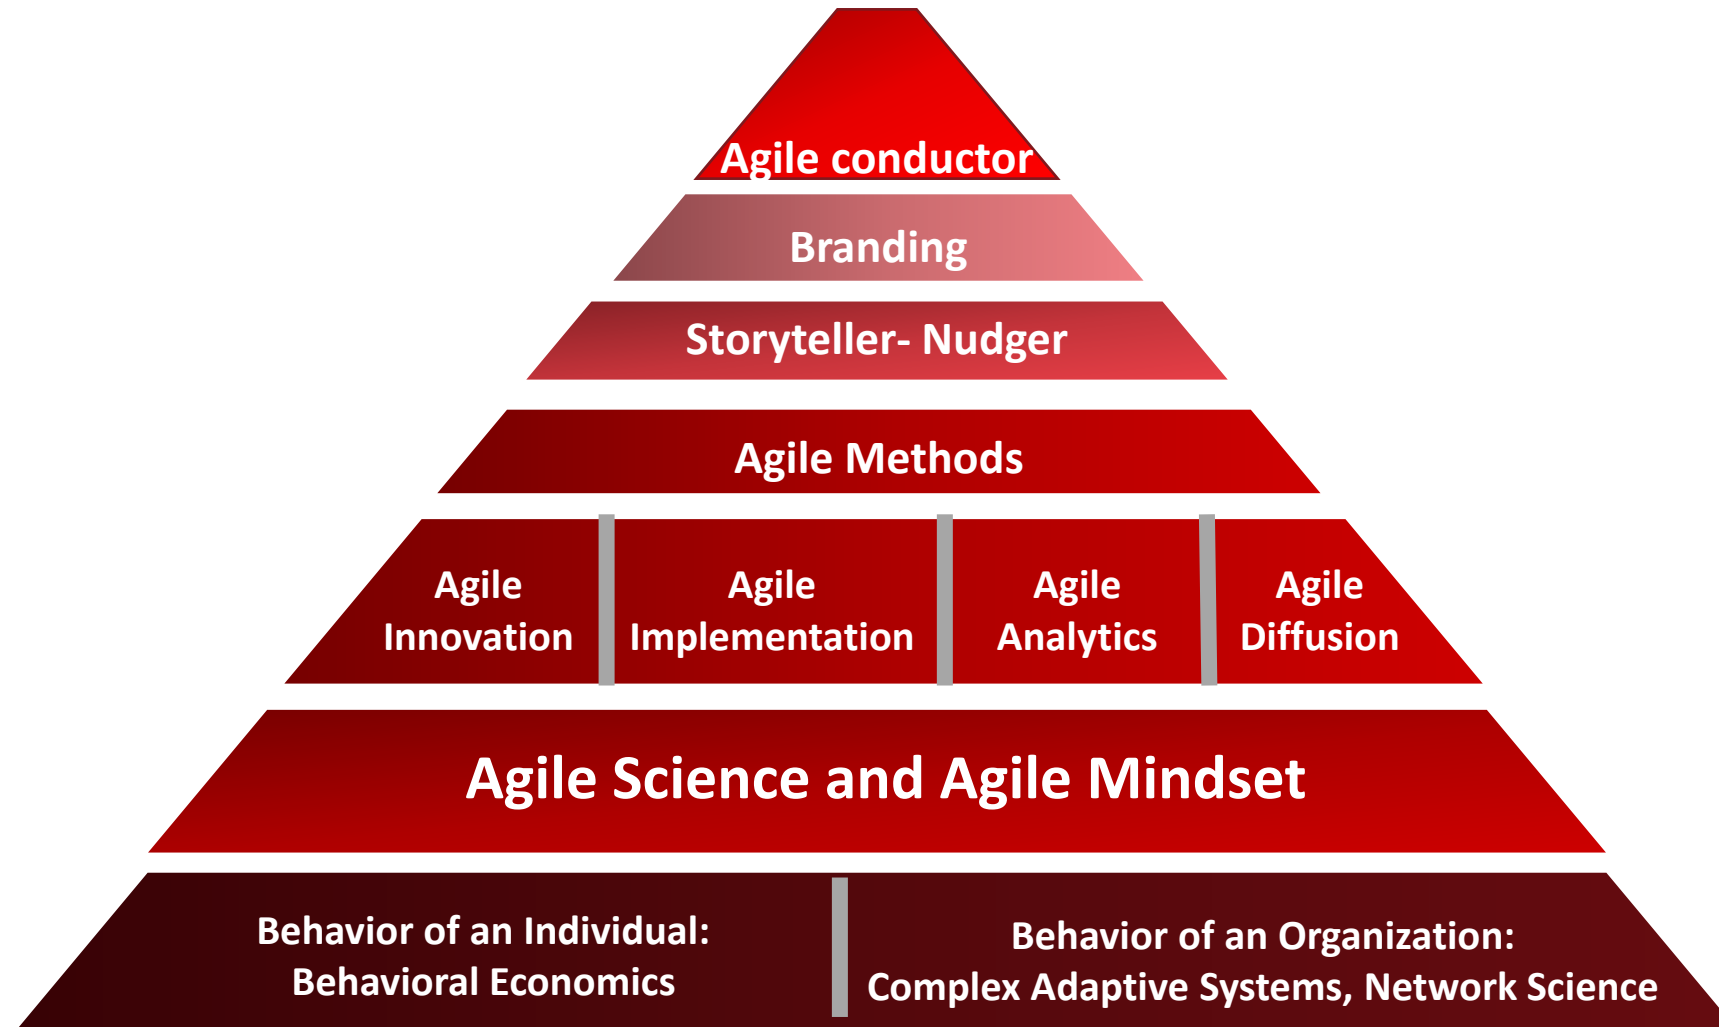 Agile conductor
Branding
Storyteller- Nudger
Agile Methods
Agile
Innovation
Agile
Implementation
Agile
Analytics
Agile
Diffusion
Agile Science and Agile Mindset
Behavior of an Individual:
Behavioral Economics
Behavior of an Organization:
Complex Adaptive Systems, Network Science